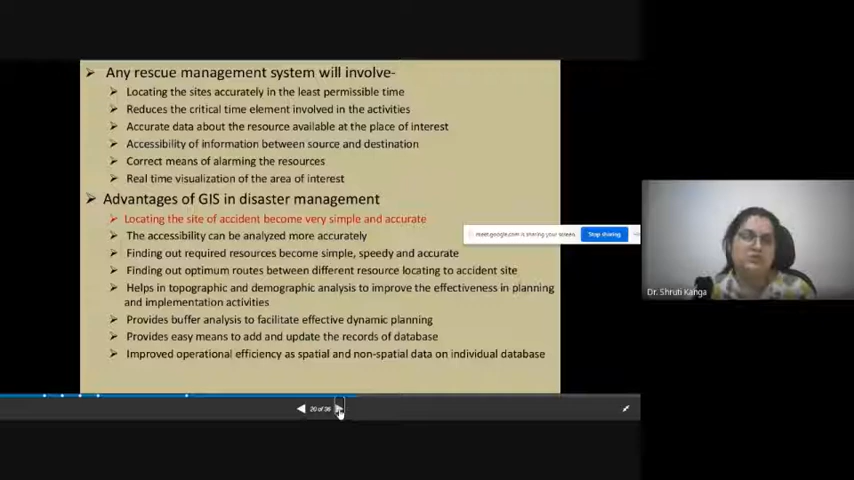 Any rescue management system will involve-
Locating the sites accurately in the least permissible time
Reduces the critical time element involved in the activities
Accurate data about the resource available at the place of interest
Accessibility of information between source and destination
Correct means of alarming the resources
Real time visualization of the area of interest
Advantages of GIS in disaster management
Locating the site of accident become very simple and accurate
The accessibility can be analyzed more accurately
Finding out required resources become simple, speedy and accurate
Finding out optimum routes between different resource locating to accident site
Helps in topographic and demographic analysis to improve the effectiveness in planning
and implementation activities
Provides buffer analysis to facilitate effective dynamic planning
Provides easy means to add and update the records of database
Improved operational efficiency as spatial and non-spatial data on individual database
meet.google.com is sharing your screen.
Stop sharing
Dr. Shruti Kanga
20 of 36